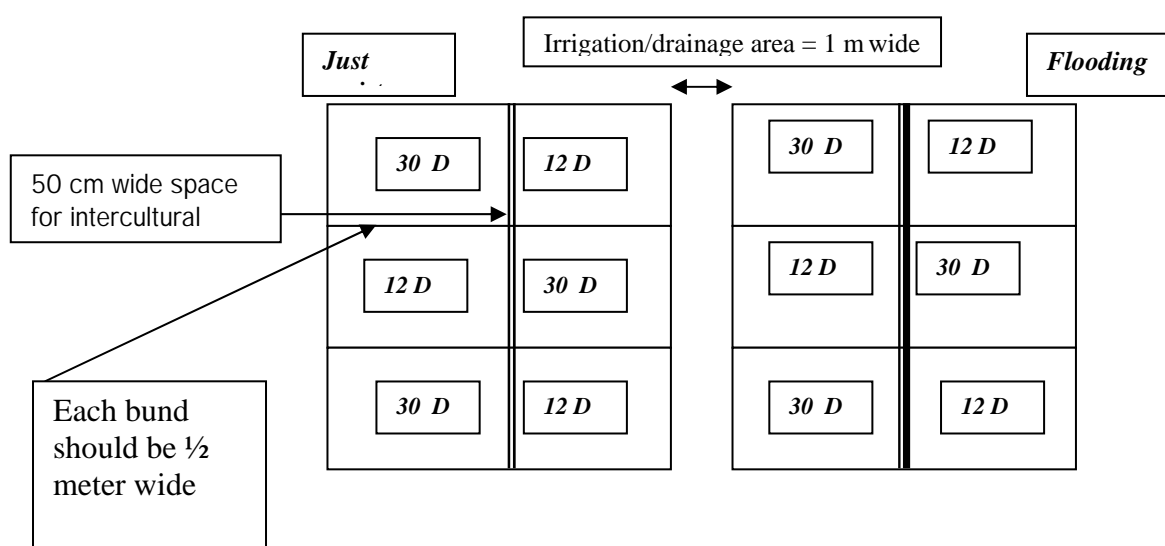 Irrigation/drainage area = 1 m wide
Just
Flooding
30 D
12 D
30 D
12 D
50 cm wide space
for intercultural
12 D
30 D
12 D
30 D
30 D
12 D
30 D
12 D
Each bund
should be ½
meter wide